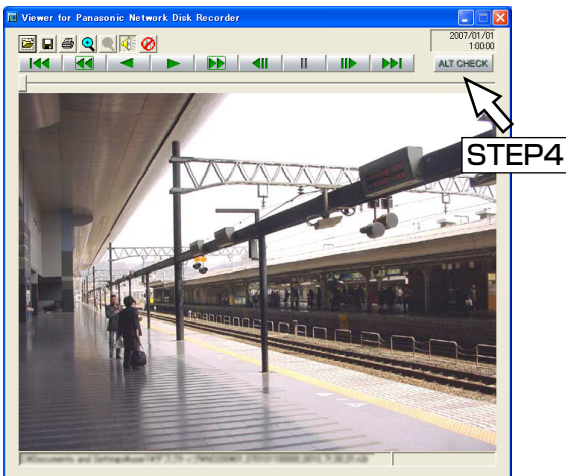 Viewer for Panasonic Network Disk Recorder
2007/01/01
1:00:00
ALT CHECK
STEP4